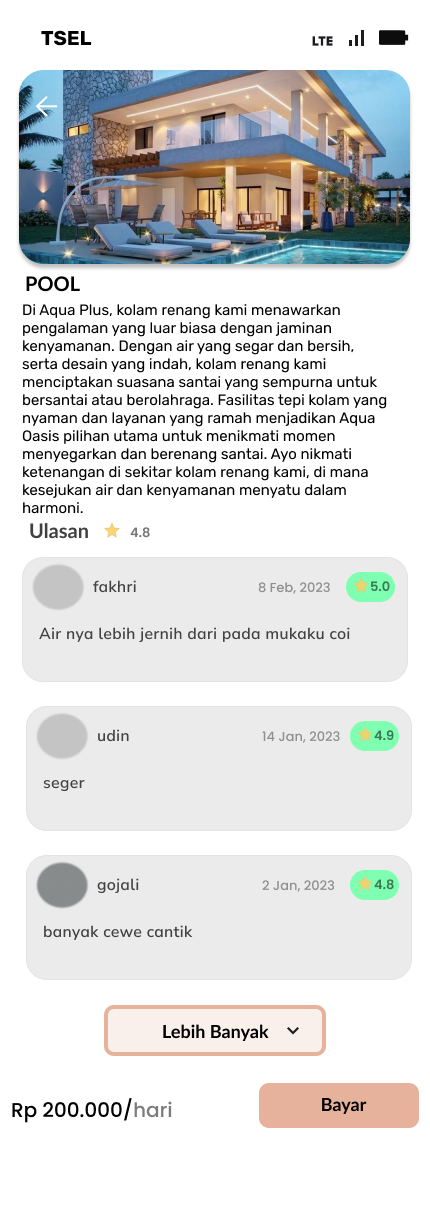 TSEL LTE
POOL
Di Aqua Plus, kolam renang kami menawarkan
pengalaman yang luar biasa dengan jaminan
kenyamanan. Dengan air yang segar dan bersih,
serta desain yang indah, kolam renang kami
menciptakan suasana santai yang sempurna untuk
bersantai atau berolahraga. Fasilitas tepi kolam yang
nyaman dan layanan yang ramah menjadikan Aqua
Oasis pilihan utama untuk menikmati momen
menyegarkan dan berenang santai. Ayo nikmati
ketenangan di sekitar kolam renang kami, di mana
kesejukan air dan kenyamanan menyatu dalam
harmoni.
Ulasan 4.8
fakhri 8 Feb, 2023 5.0
Air nya lebih jernih dari pada mukaku coi
udin 14 Jan, 2023 4.9
seger
gojali 2 Jan, 2023 4.8
banyak cewe cantik
Lebih Banyak
Rp 200.000/hari Bayar